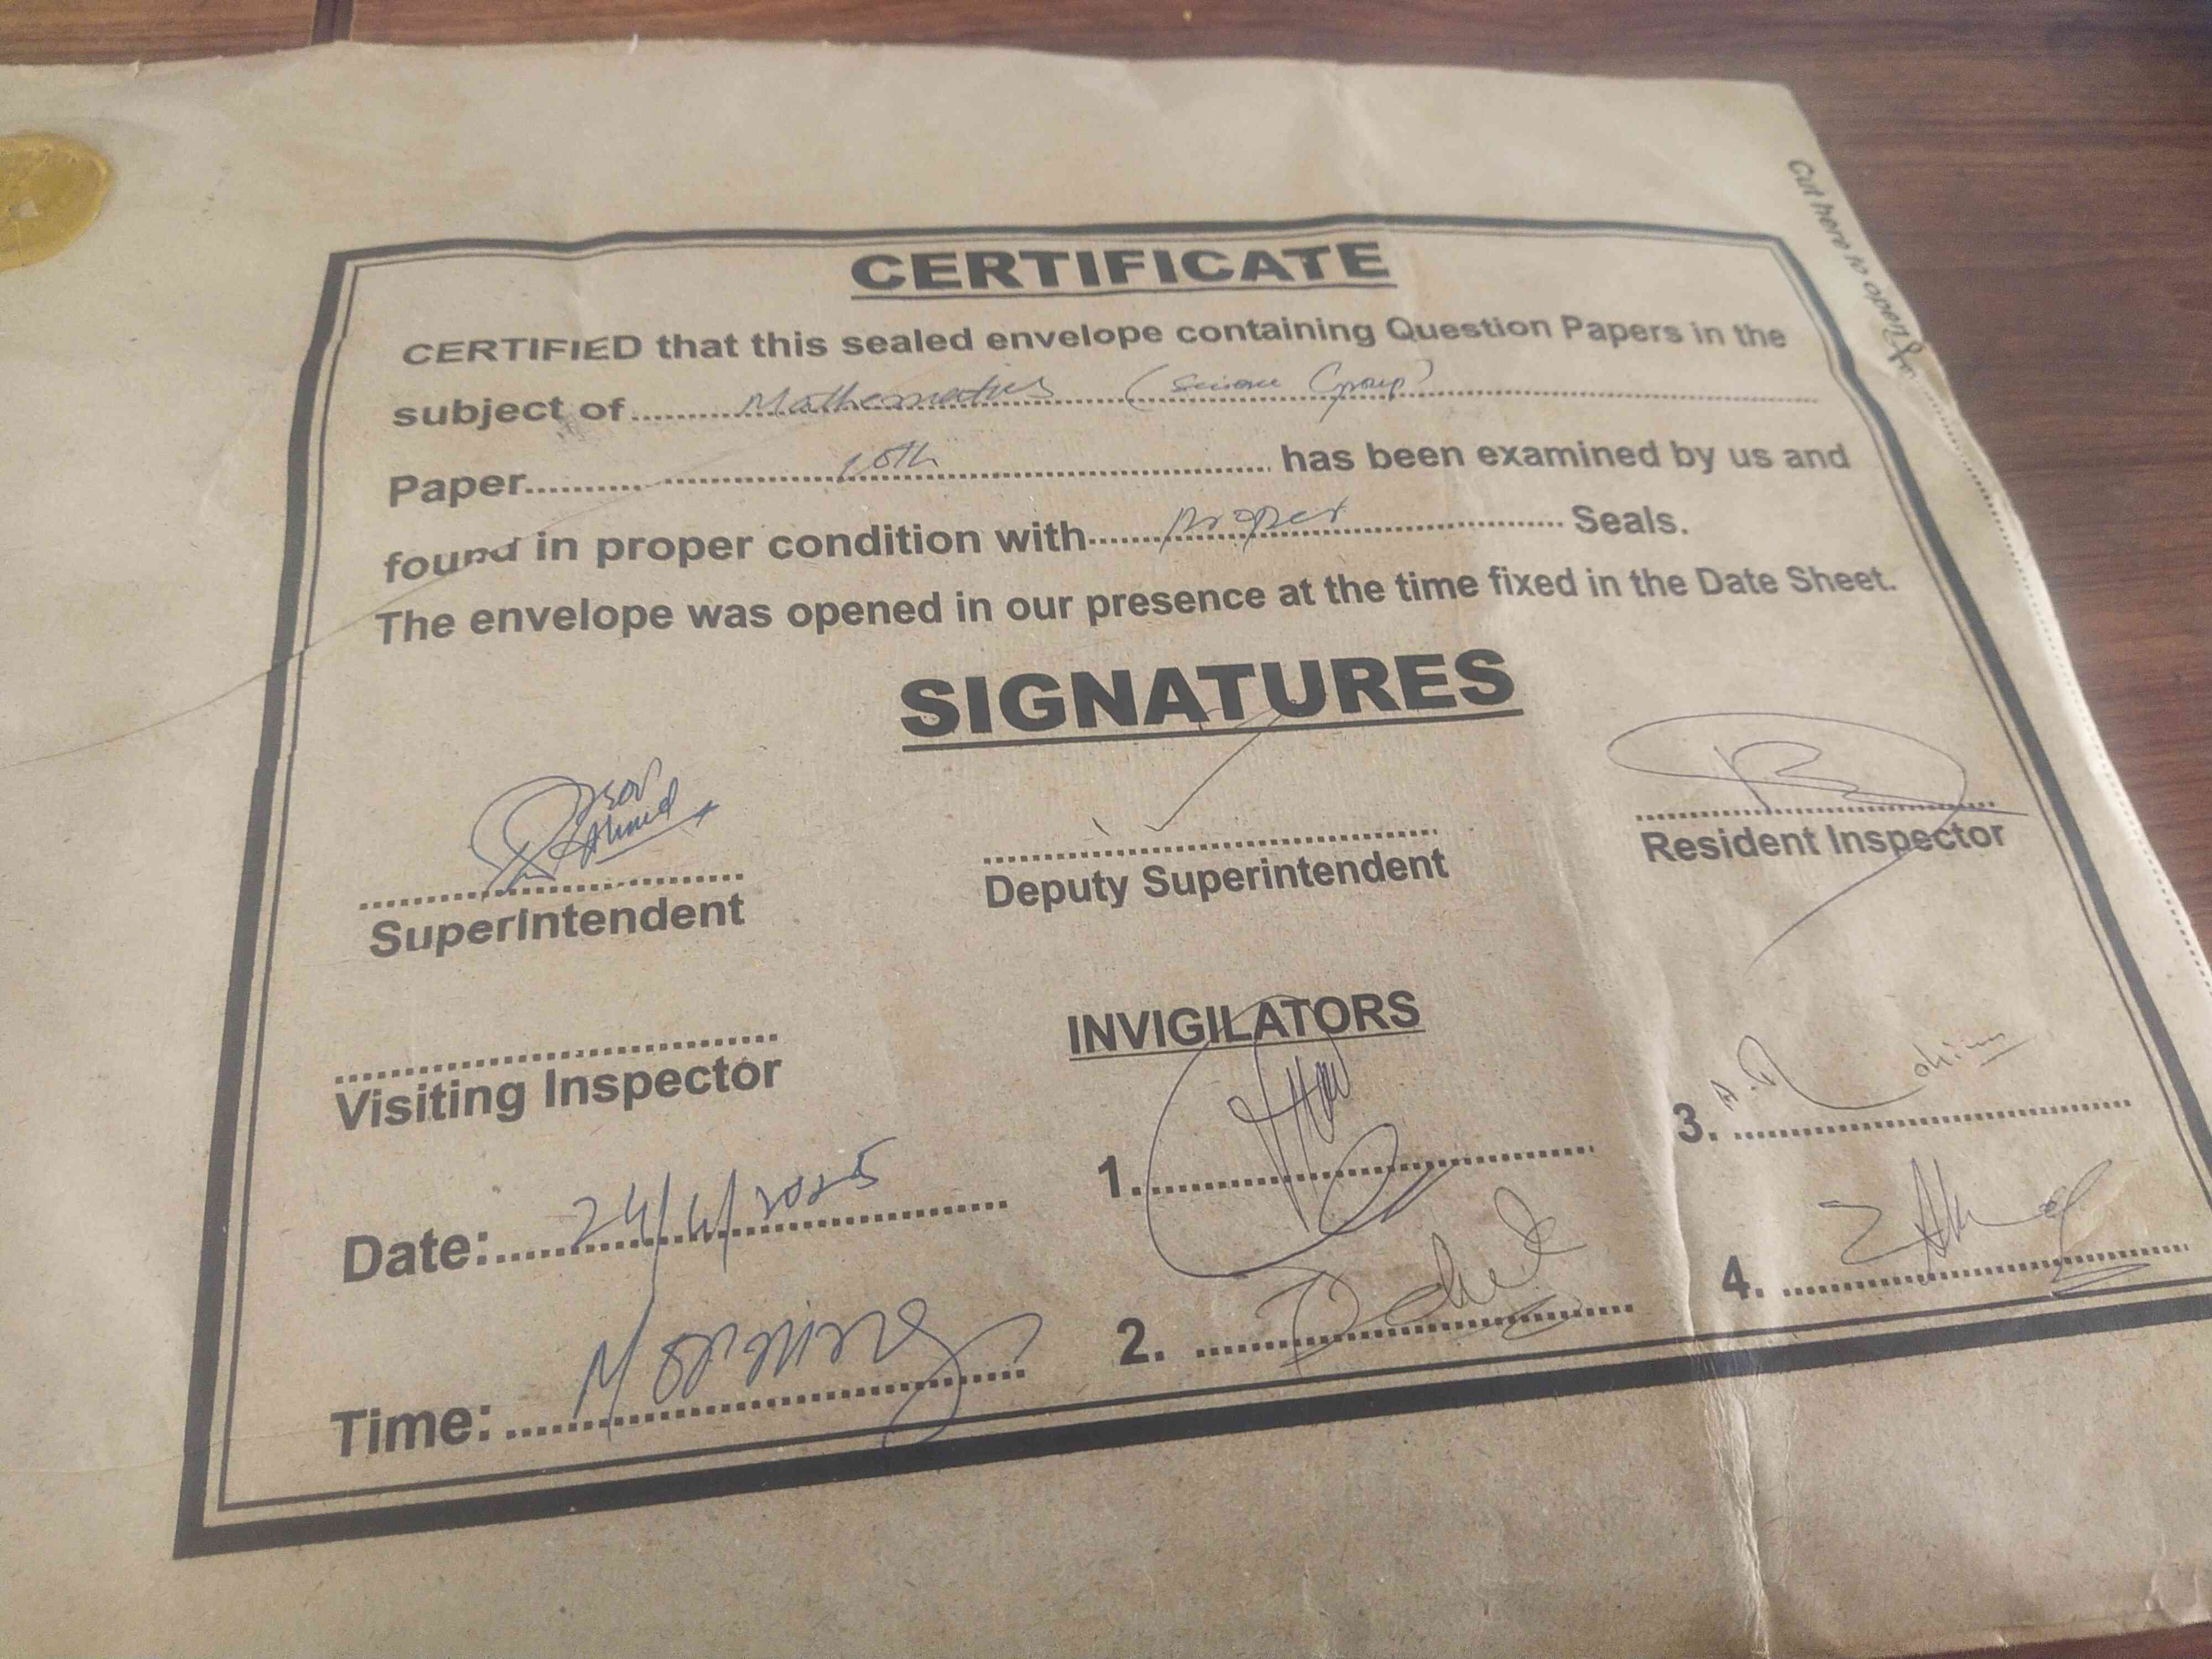 Cut here to open
CERTIFICATE
CERTIFIED that this sealed envelope containing Question Papers in the
subject of........Mathematics (Science Group)........
Paper........10th........has been examined by us and
found in proper condition with........proper........Seals.
The envelope was opened in our presence at the time fixed in the Date Sheet.
SIGNATURES
Ahmed
SuperIntendent
Deputy Superintendent
Resident Inspector
Visiting Inspector
INVIGILATORS
1.
2.
3.
4.
Date:........24/4/2025
Time:........Morning